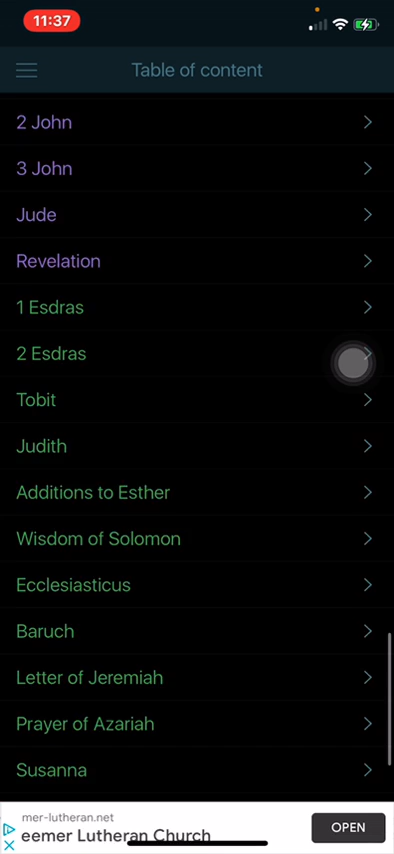 11:37
Table of content
2 John
3 John
Jude
Revelation
1 Esdras
2 Esdras
Tobit
Judith
Additions to Esther
Wisdom of Solomon
Ecclesiasticus
Baruch
Letter of Jeremiah
Prayer of Azariah
Susanna
mer-lutheran.net
eemer Lutheran Church
OPEN